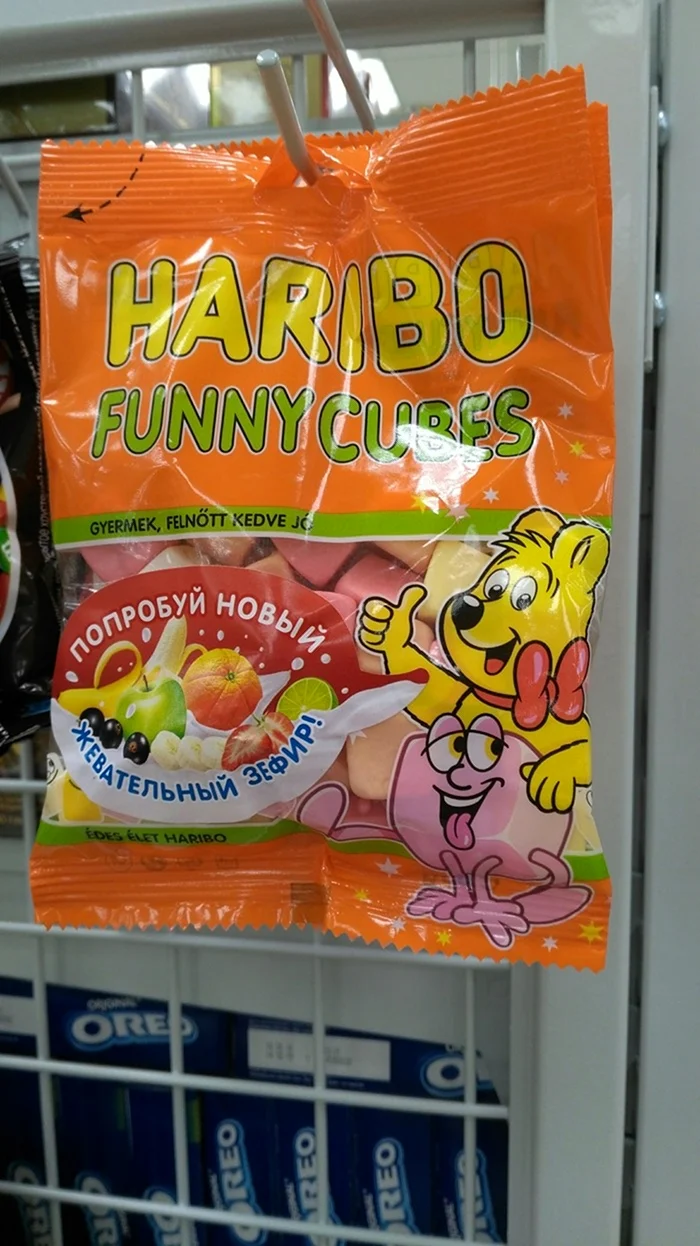 HARIBO
FUNNY CUBES
GYERMEK, FELNŐTT KEDVE JÓ
ПОПРОБУЙ НОВЫЙ
ЖЕВАТЕЛЬНЫЙ ЗЕФИР!
ÉDES ÉLET HARIBO
ORIGINAL
OREO
OREO
OREO
OREO
OREO